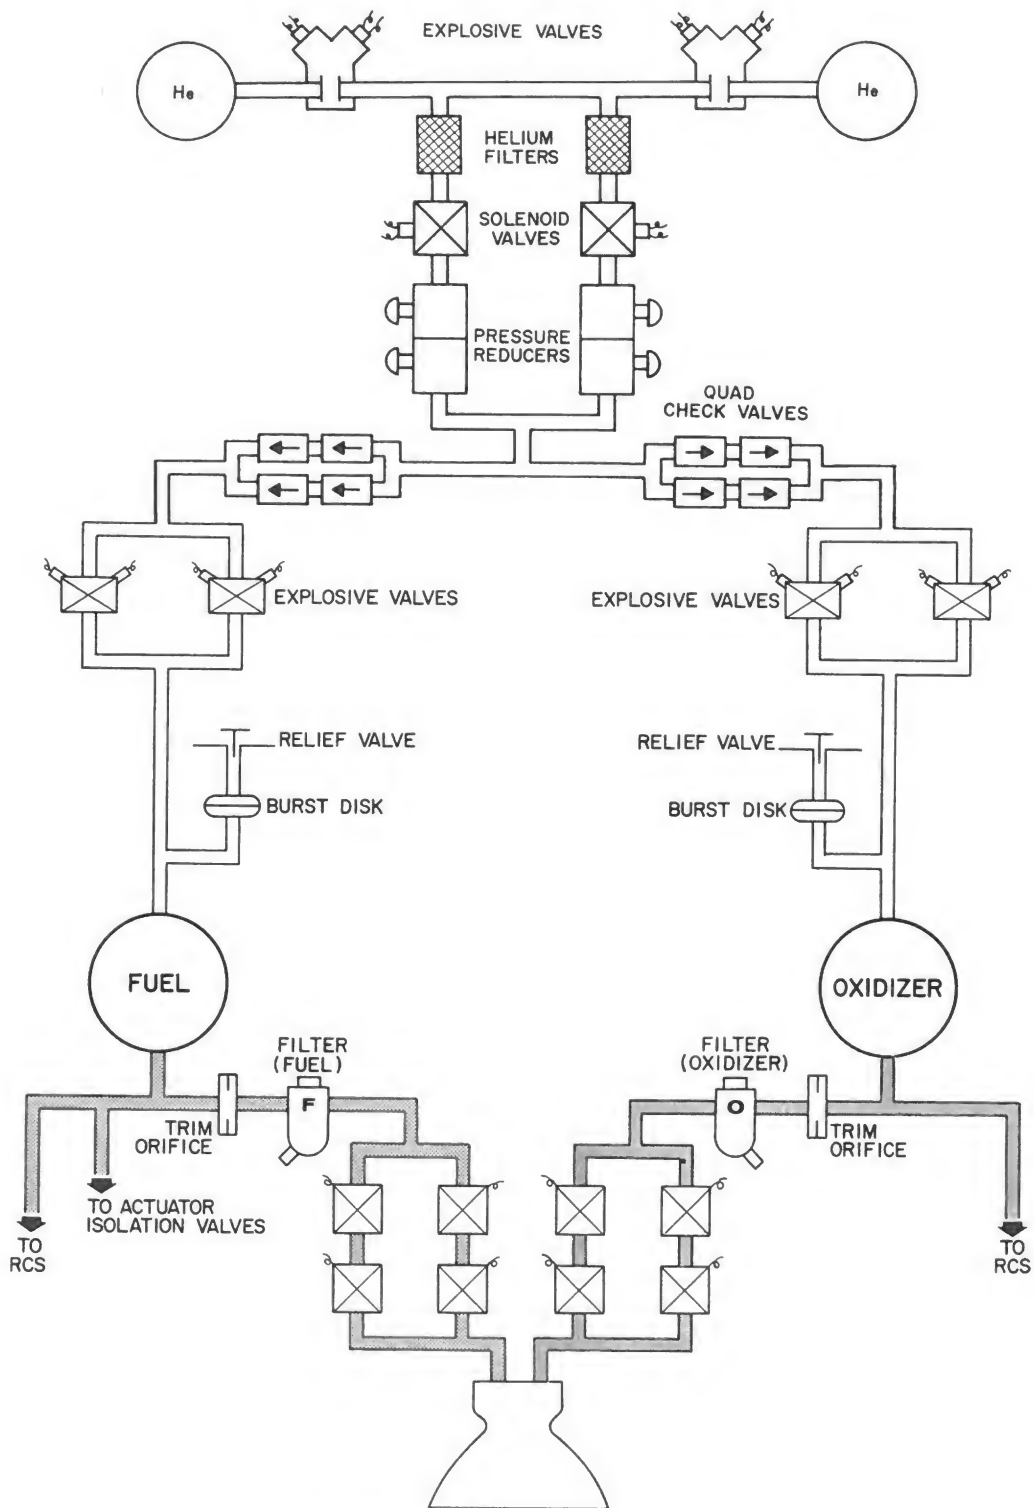 EXPLOSIVE VALVES
He
He
HELIUM
FILTERS
SOLENOID
VALVES
PRESSURE
REDUCERS
QUAD
CHECK VALVES
EXPLOSIVE VALVES
EXPLOSIVE VALVES
RELIEF VALVE
RELIEF VALVE
BURST DISK
BURST DISK
FUEL
OXIDIZER
FILTER
(FUEL)
FILTER
(OXIDIZER)
F
O
TRIM
ORIFICE
TRIM
ORIFICE
TO ACTUATOR
ISOLATION VALVES
TO
RCS
TO
RCS